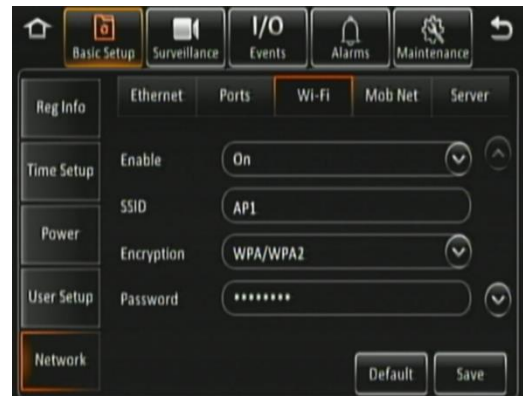 Basic Setup
Surveillance
I/O
Events
Alarms
Maintenance
Reg Info
Time Setup
Power
User Setup
Network
Ethernet
Ports
Wi-Fi
Mob Net
Server
Enable
On
SSID
AP1
Encryption
WPA/WPA2
Password
••••••••
Default
Save